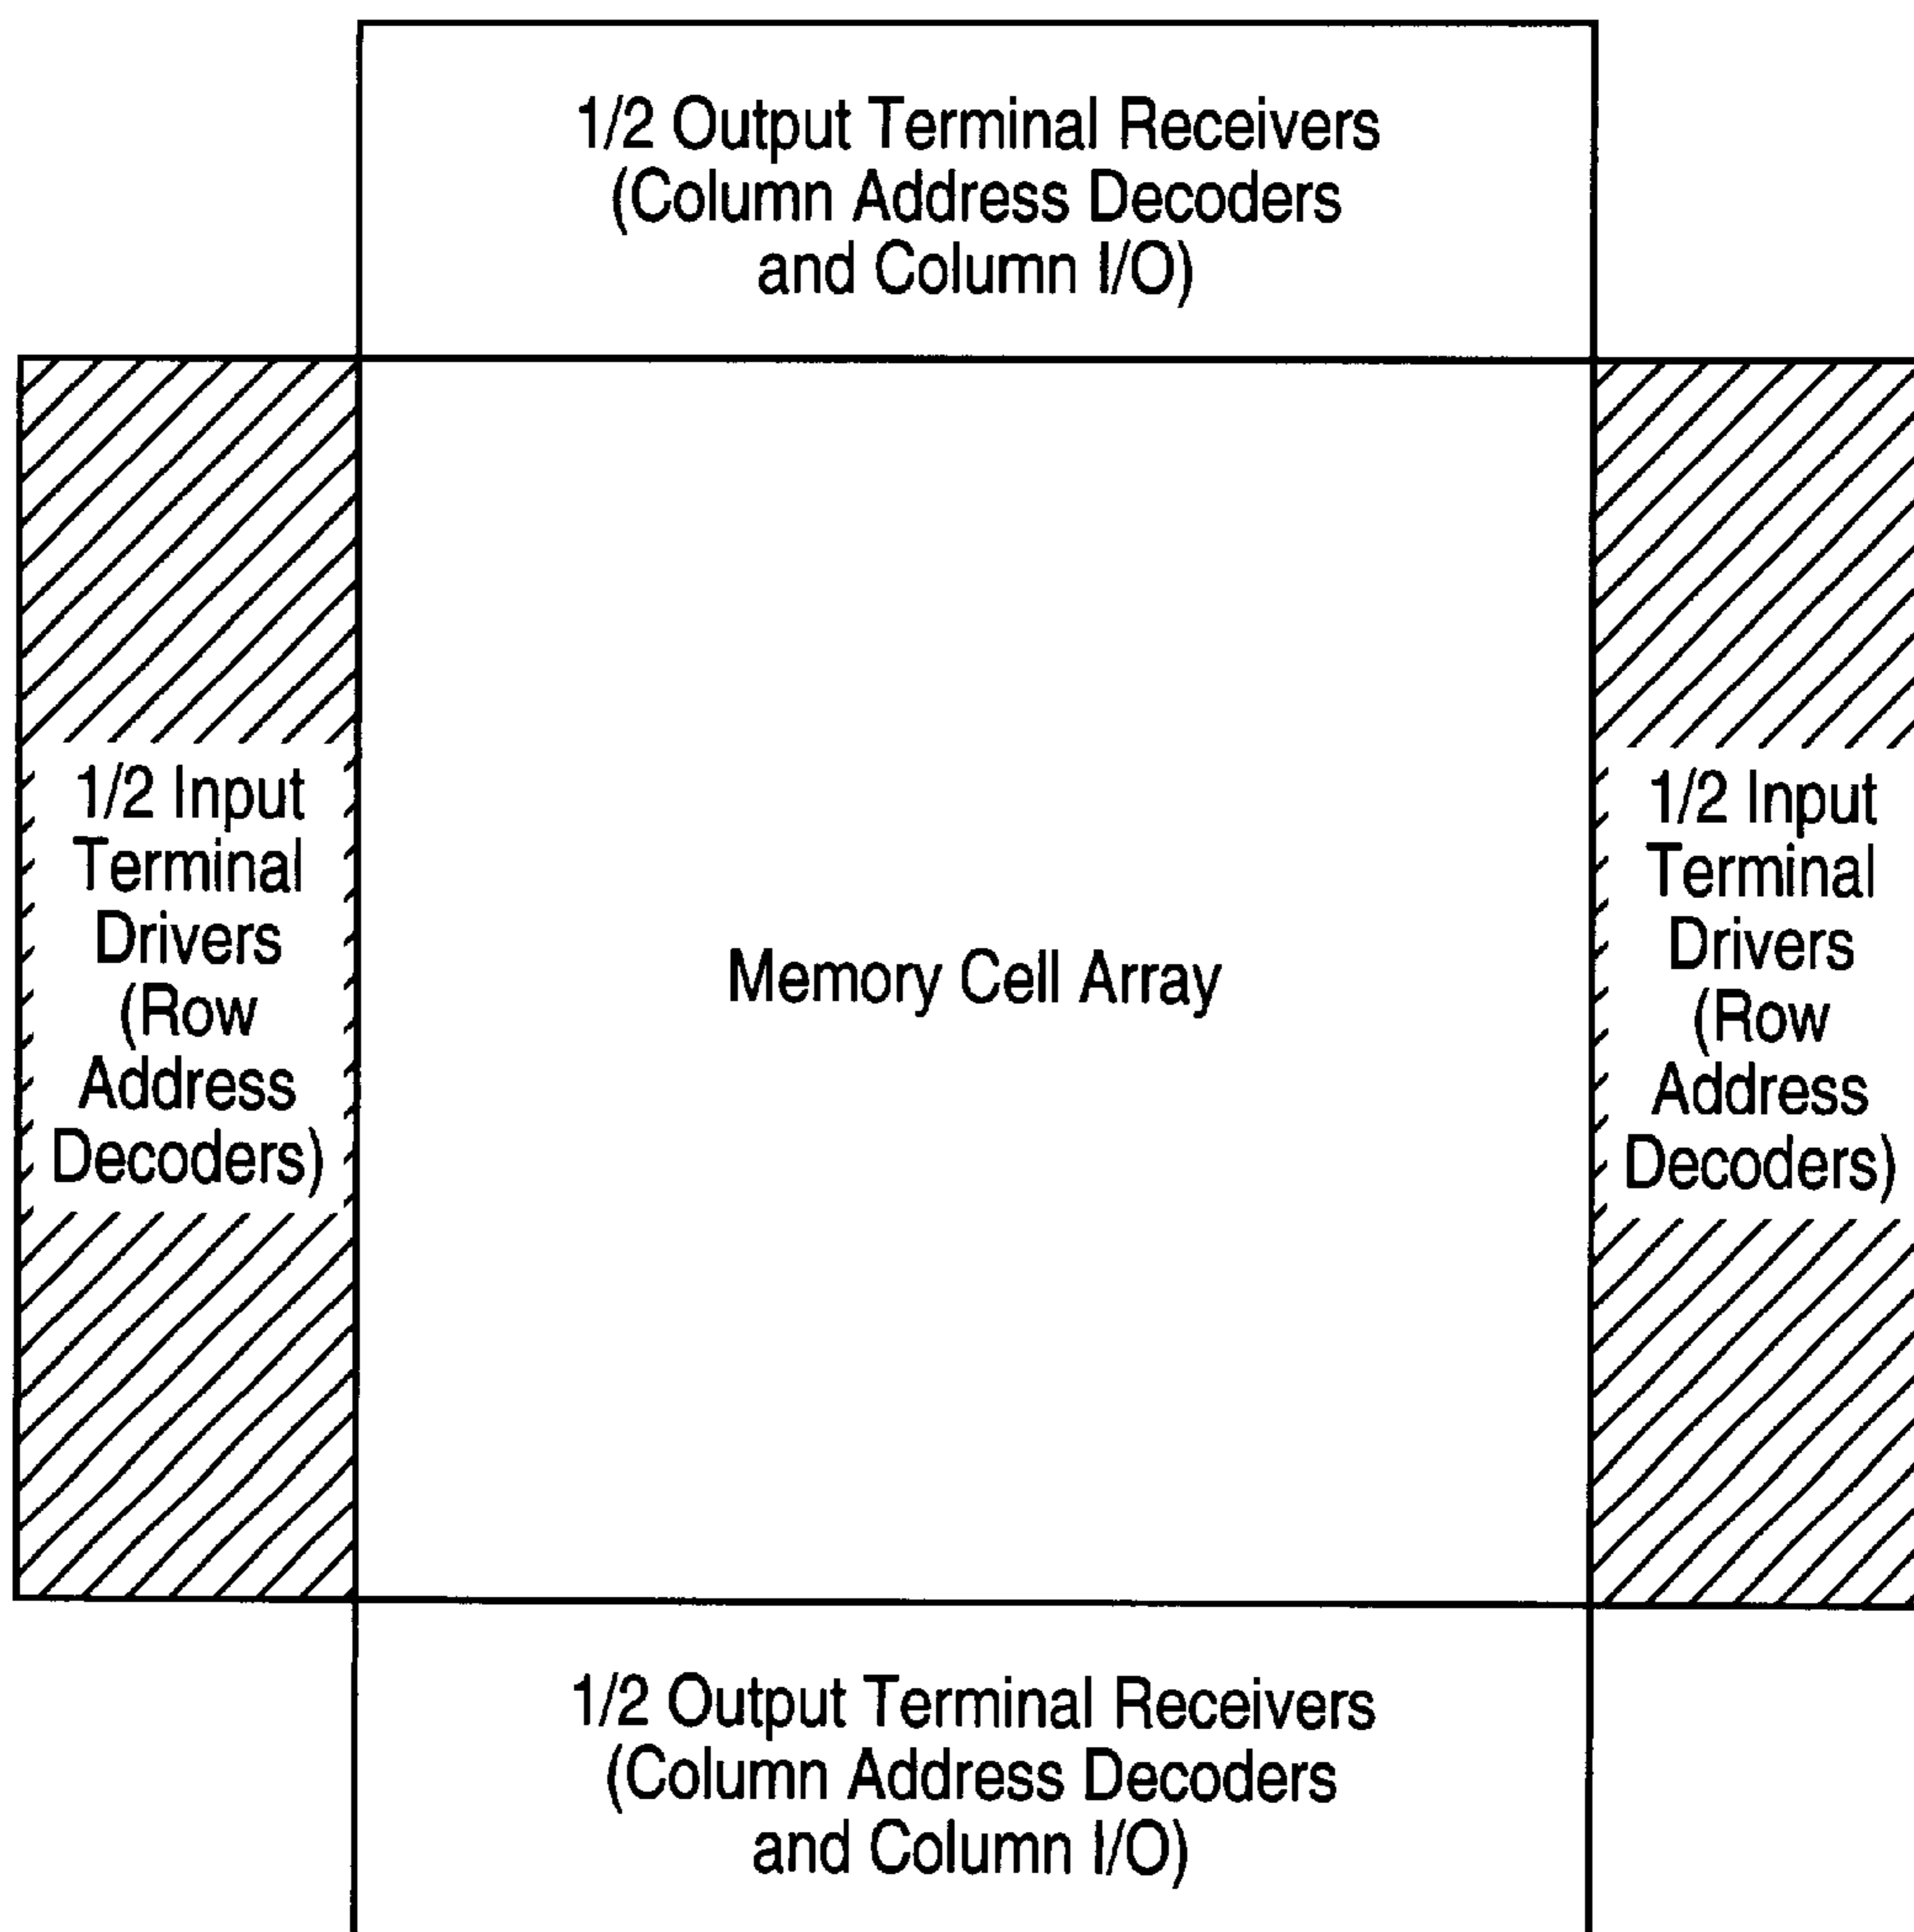 1/2 Output Terminal Receivers
(Column Address Decoders
and Column I/O)
1/2 Input
Terminal
Drivers
(Row
Address
Decoders)
Memory Cell Array
1/2 Input
Terminal
Drivers
(Row
Address
Decoders)
1/2 Output Terminal Receivers
(Column Address Decoders
and Column I/O)